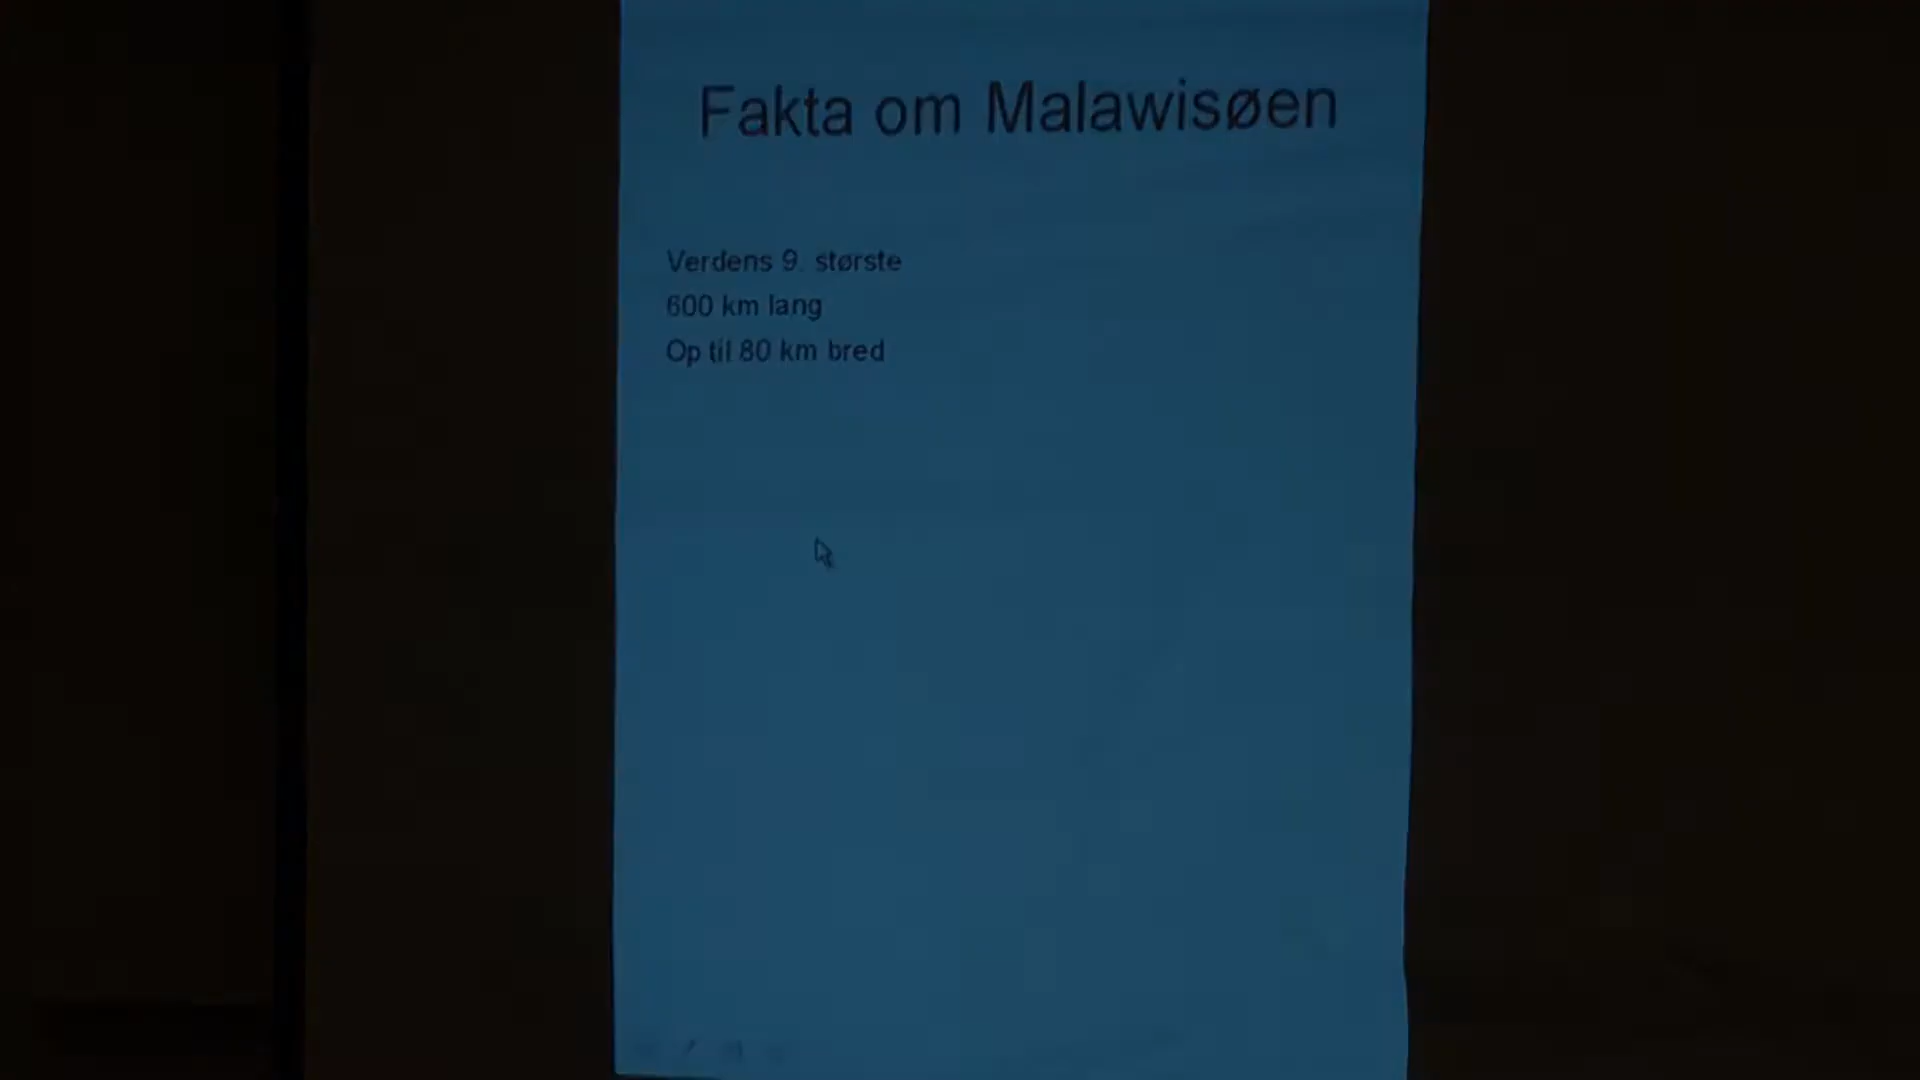 Fakta om Malawisøen
Verdens 9. største
600 km lang
Op til 80 km bred